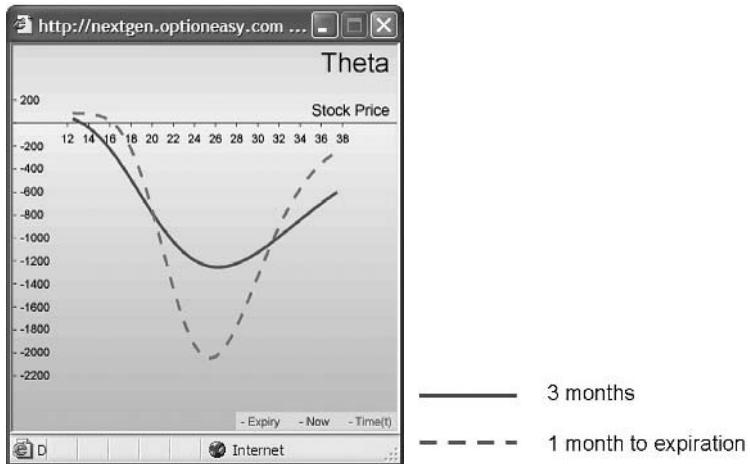 http://nextgen.optioneasy.com ...
Theta
200
Stock Price
12 14 16 18 20 22 24 26 28 30 32 34 36 38
-200
-400
-600
-800
-1000
-1200
-1400
-1600
-1800
-2000
-2200
- Expiry - Now - Time(t)
D Internet
3 months
1 month to expiration